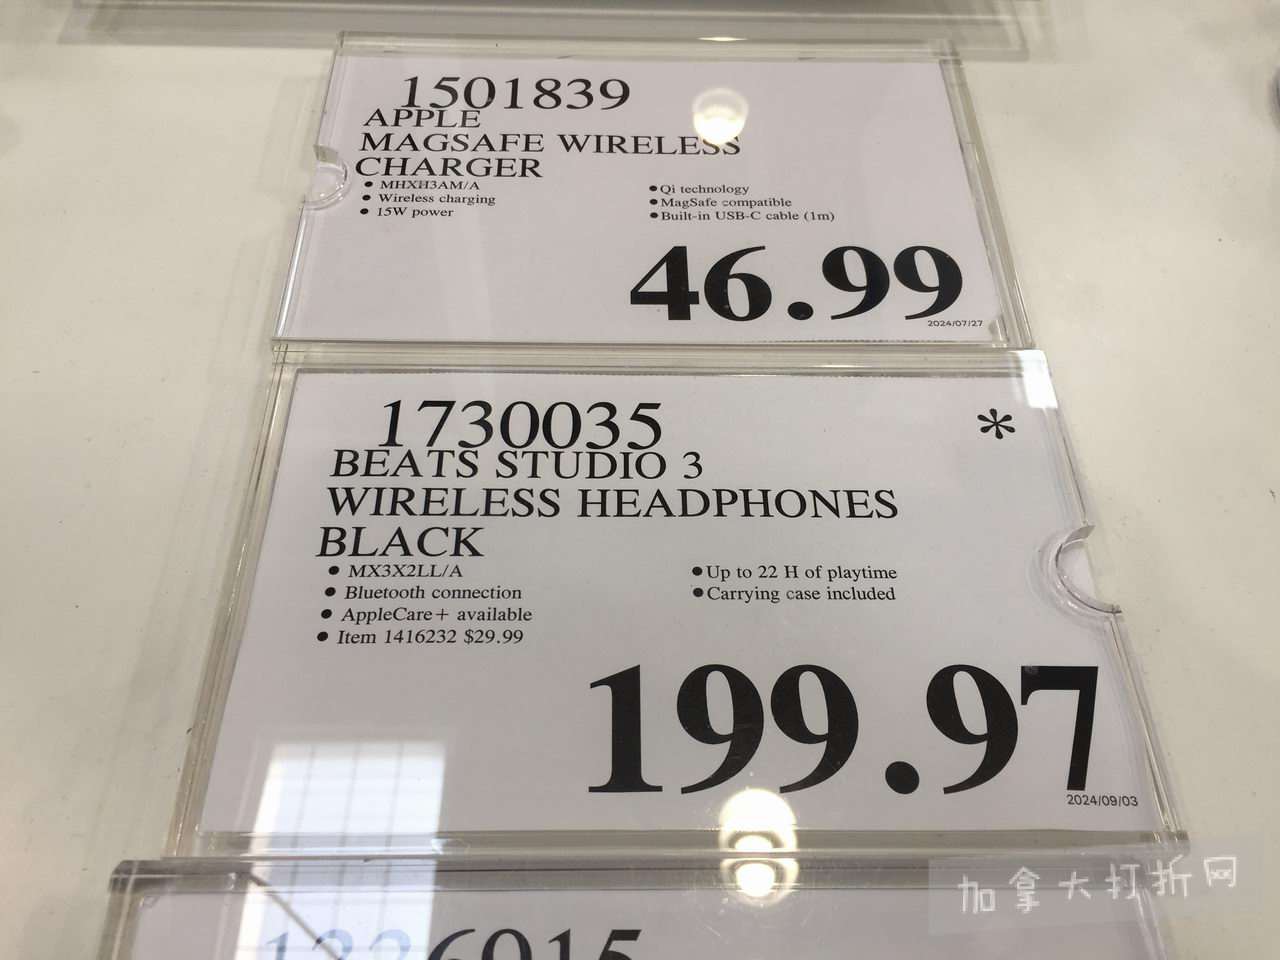 1501839
APPLE
MAGSAFE WIRELESS
CHARGER
● MHXH3AM/A
● Wireless charging
● 15W power
● Qi technology
● MagSafe compatible
● Built-in USB-C cable (1m)
46.99
2024/07/27
1730035
*
BEATS STUDIO 3
WIRELESS HEADPHONES
BLACK
● MX3X2LL/A
● Bluetooth connection
● AppleCare+ available
● Item 1416232 $29.99
● Up to 22 H of playtime
● Carrying case included
199.97
2024/09/03
加拿大打折网